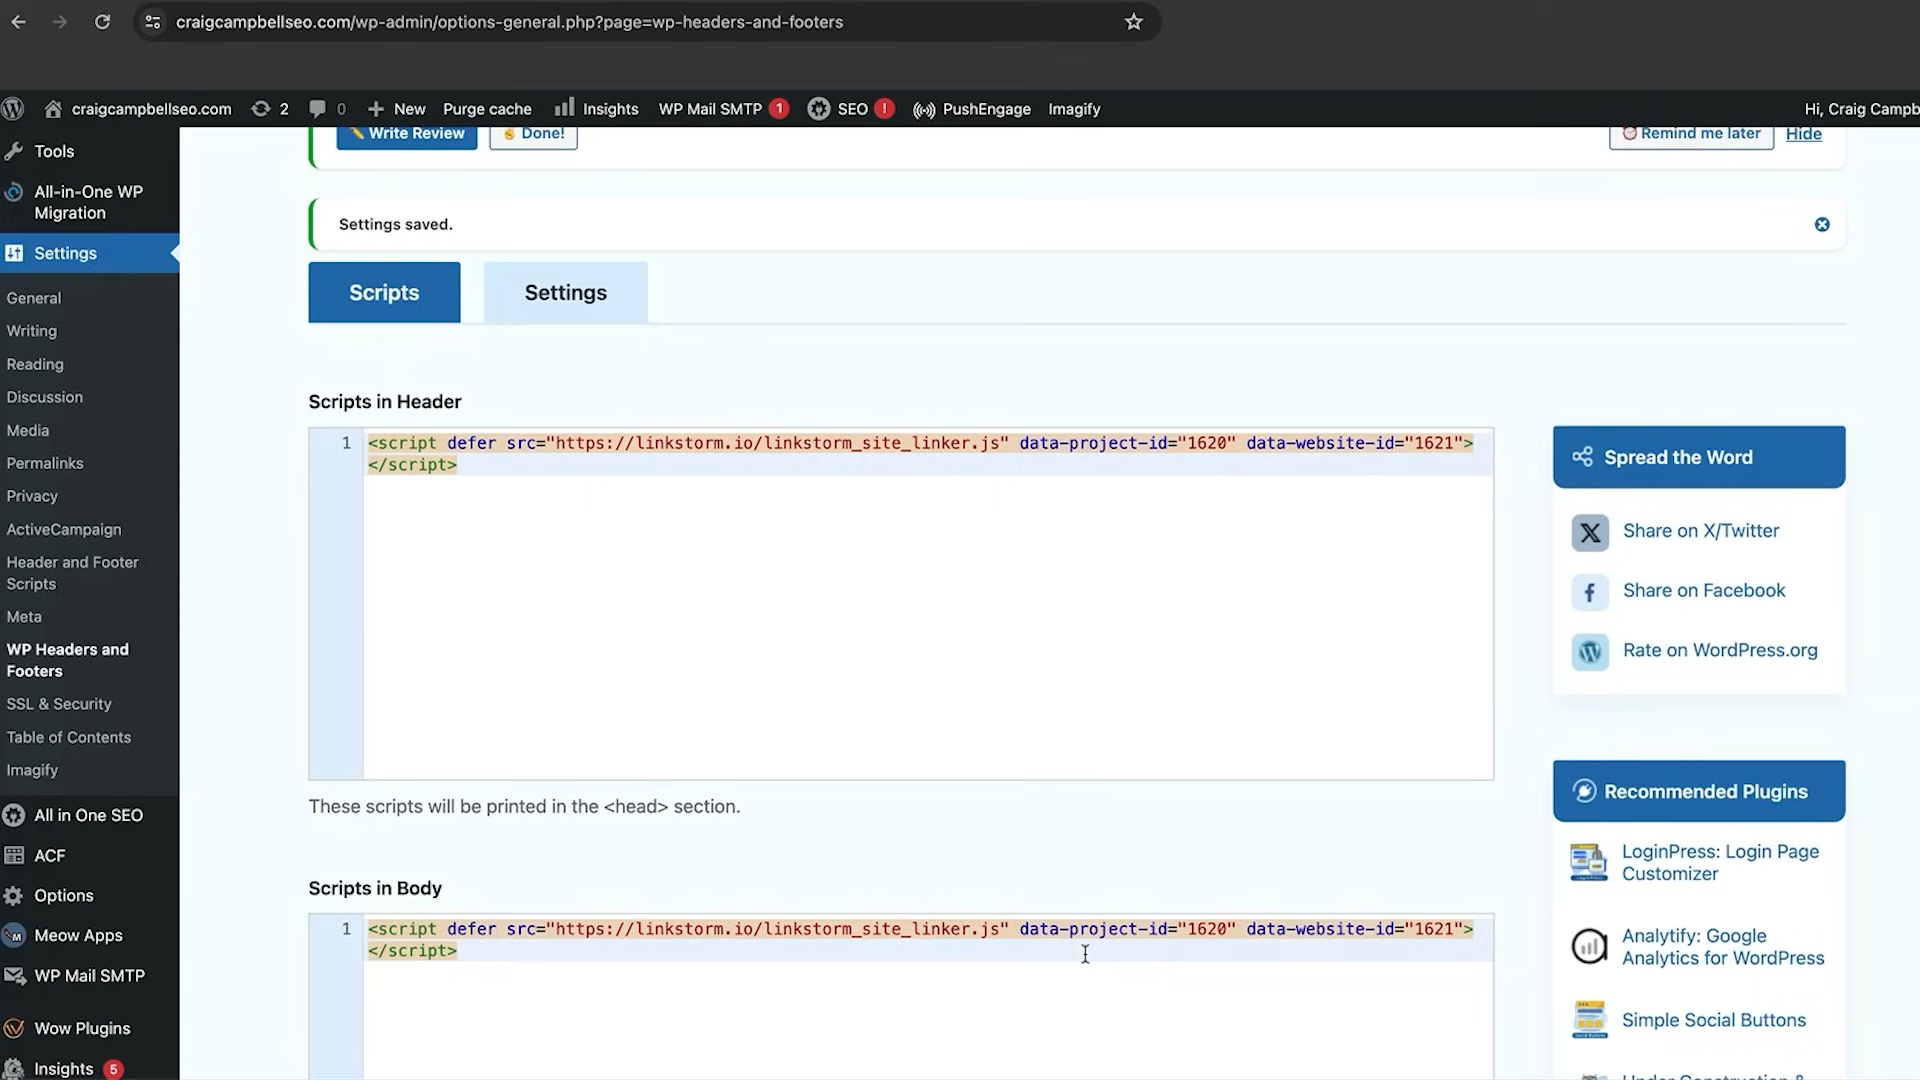 craigcampbellseo.com/wp-admin/options-general.php?page=wp-headers-and-footers
craigcampbellseo.com 2 0 New Purge cache Insights WP Mail SMTP 1 SEO ! PushEngage Imagify Hi, Craig Campb
Tools
All-in-One WP
Migration
Settings
General
Writing
Reading
Discussion
Media
Permalinks
Privacy
ActiveCampaign
Header and Footer
Scripts
Meta
WP Headers and
Footers
SSL & Security
Table of Contents
Imagify
All in One SEO
ACF
Options
Meow Apps
WP Mail SMTP
Wow Plugins
Insights 5
Write Review Done! Remind me later Hide
Settings saved.
Scripts Settings
Scripts in Header
1 <script defer src="https://linkstorm.io/linkstorm_site_linker.js" data-project-id="1620" data-website-id="1621">
</script>
These scripts will be printed in the <head> section.
Scripts in Body
1 <script defer src="https://linkstorm.io/linkstorm_site_linker.js" data-project-id="1620" data-website-id="1621">
</script>
Spread the Word
Share on X/Twitter
Share on Facebook
Rate on WordPress.org
Recommended Plugins
LoginPress: Login Page
Customizer
Analytify: Google
Analytics for WordPress
Simple Social Buttons